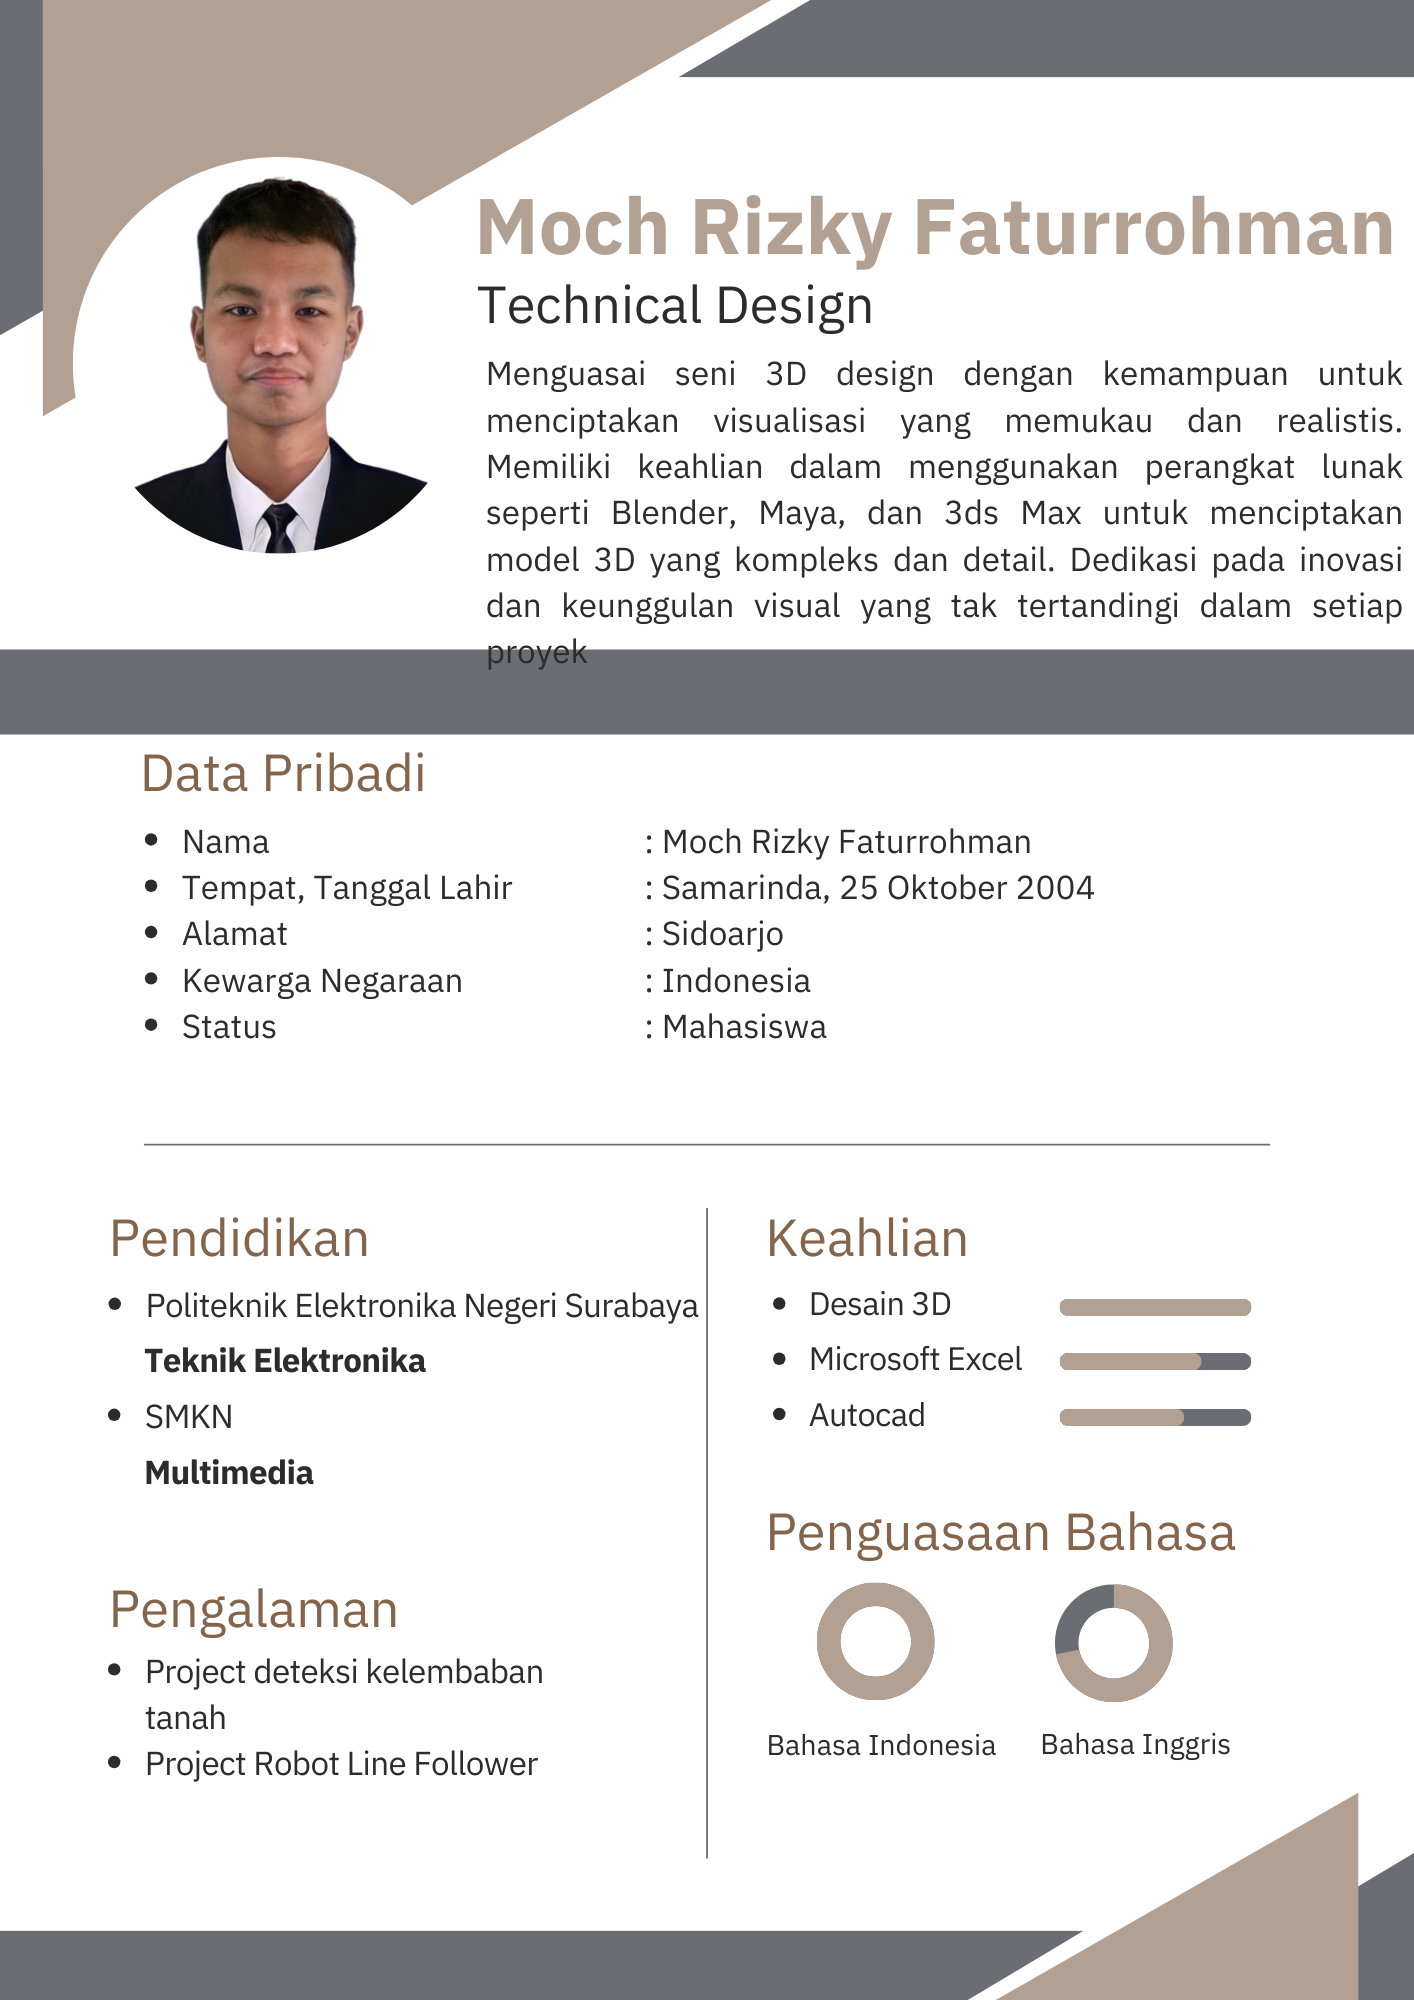 Moch Rizky Faturrohman
Technical Design
Menguasai seni 3D design dengan kemampuan untuk
menciptakan visualisasi yang memukau dan realistis.
Memiliki keahlian dalam menggunakan perangkat lunak
seperti Blender, Maya, dan 3ds Max untuk menciptakan
model 3D yang kompleks dan detail. Dedikasi pada inovasi
dan keunggulan visual yang tak tertandingi dalam setiap
proyek
Data Pribadi
• Nama : Moch Rizky Faturrohman
• Tempat, Tanggal Lahir : Samarinda, 25 Oktober 2004
• Alamat : Sidoarjo
• Kewarga Negaraan : Indonesia
• Status : Mahasiswa
Pendidikan
• Politeknik Elektronika Negeri Surabaya
Teknik Elektronika
• SMKN
Multimedia
Pengalaman
• Project deteksi kelembaban
tanah
• Project Robot Line Follower
Keahlian
• Desain 3D
• Microsoft Excel
• Autocad
Penguasaan Bahasa
Bahasa Indonesia
Bahasa Inggris